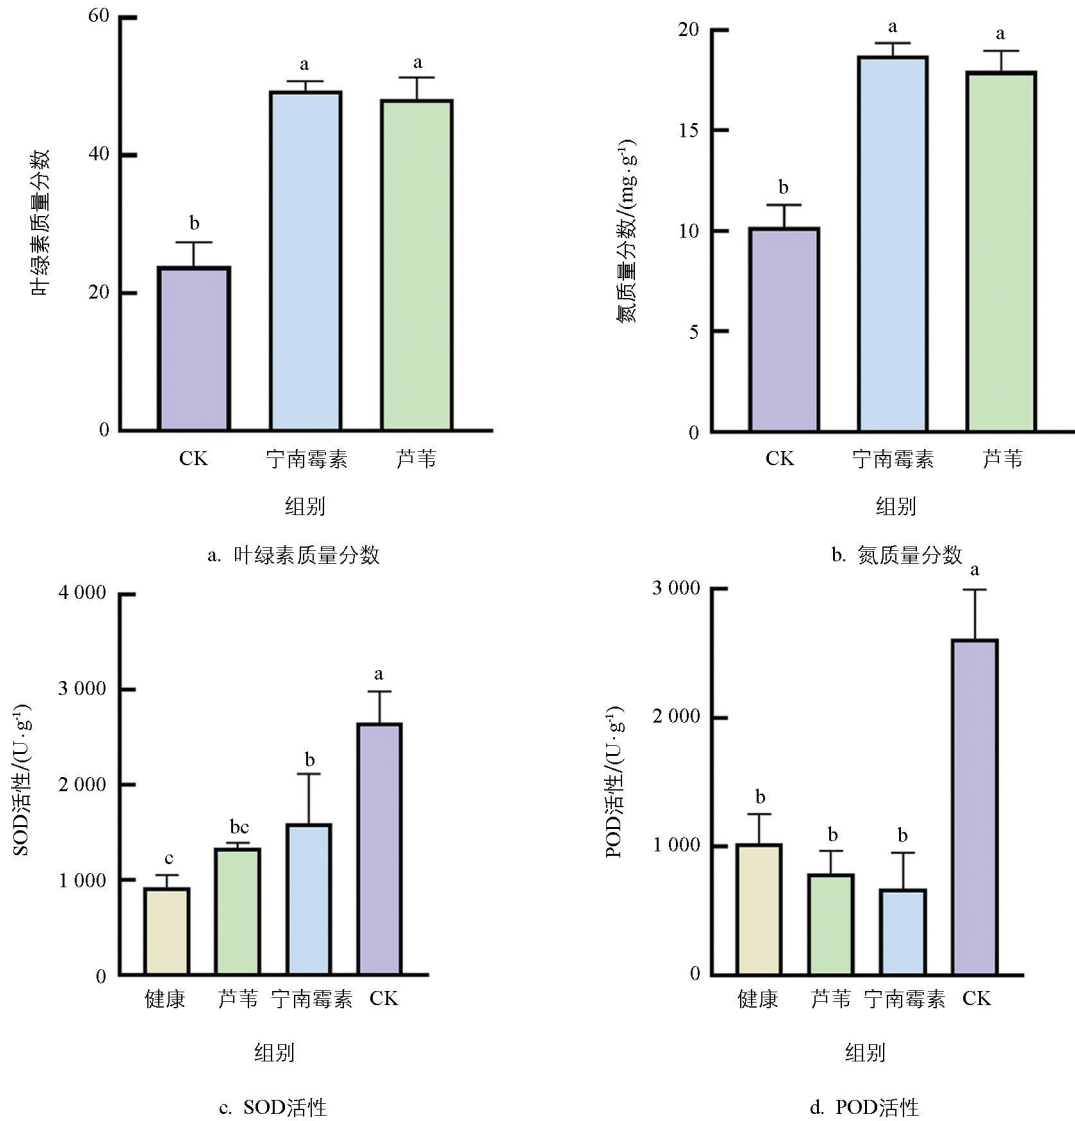 60
40
20
0
叶绿素质量分数
b
a
a
CK
宁南霉素
芦苇
组别
a. 叶绿素质量分数
20
15
10
5
0
氮质量分数/(mg·g⁻¹)
b
a
a
CK
宁南霉素
芦苇
组别
b. 氮质量分数
4 000
3 000
2 000
1 000
0
SOD活性/(U·g⁻¹)
c
bc
b
a
健康
芦苇
宁南霉素
CK
组别
c. SOD活性
3 000
2 000
1 000
0
POD活性/(U·g⁻¹)
b
b
b
a
健康
芦苇
宁南霉素
CK
组别
d. POD活性